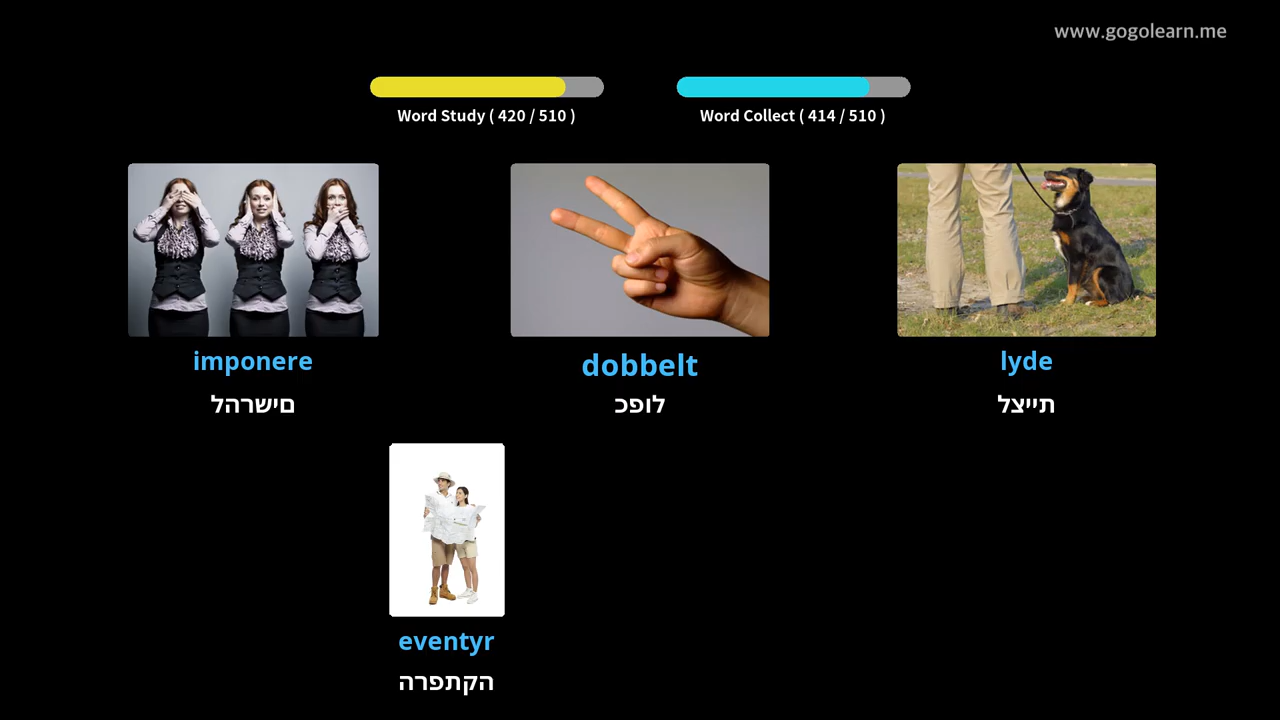 www.gogolearn.me
Word Study ( 420 / 510 )
Word Collect ( 414 / 510 )
imponere
םישרהל
dobbelt
לופכ
lyde
תייצל
eventyr
הקתפרה